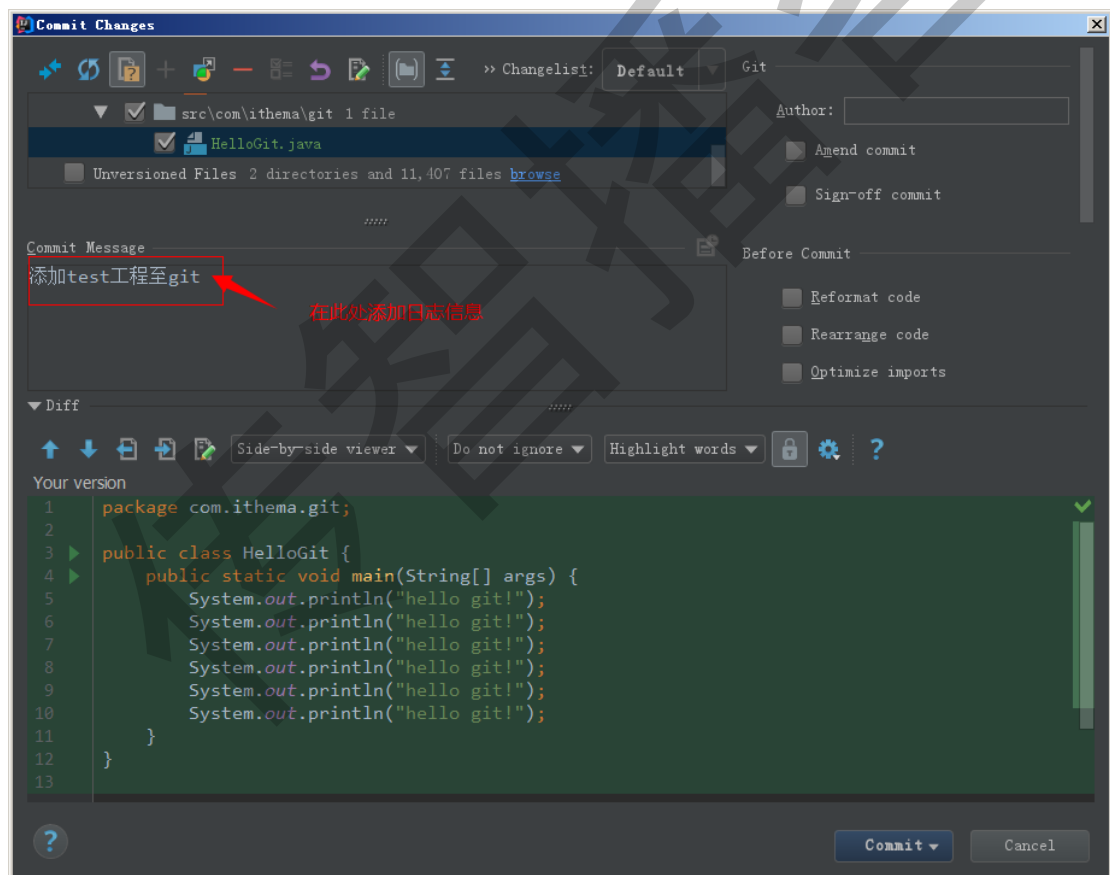 Commit Changes
>> Changelist: Default
Git
src\com\ithema\git 1 file
HelloGit.java
Unversioned Files 2 directories and 11,407 files browse
Author:
Amend commit
Sign-off commit
Commit Message
添加test工程至git
在此处添加日志信息
Before Commit
Reformat code
Rearrange code
Optimize imports
Diff
Side-by-side viewer
Do not ignore
Highlight words
?
Your version
1 package com.ithema.git;
2
3 public class HelloGit {
4 public static void main(String[] args) {
5 System.out.println("hello git!");
6 System.out.println("hello git!");
7 System.out.println("hello git!");
8 System.out.println("hello git!");
9 System.out.println("hello git!");
10 System.out.println("hello git!");
11 }
12 }
13
?
Commit
Cancel
传智播